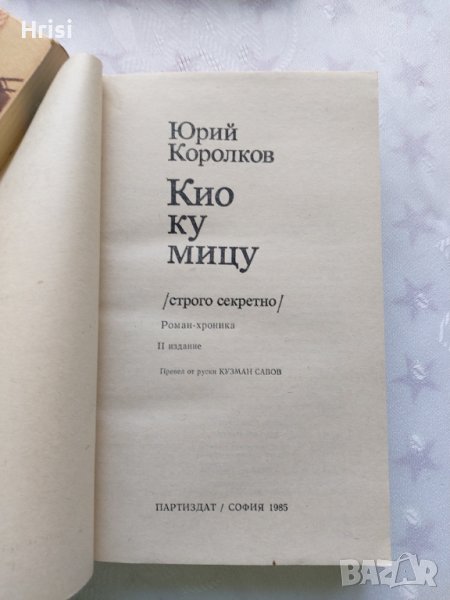 Hrisi
Юрий
Королков
Кио
ку
мицу
/строго секретно/
Роман-хроника
II издание
Превел от руски КУЗМАН САВОВ
ПАРТИЗДАТ / СОФИЯ 1985
bazar